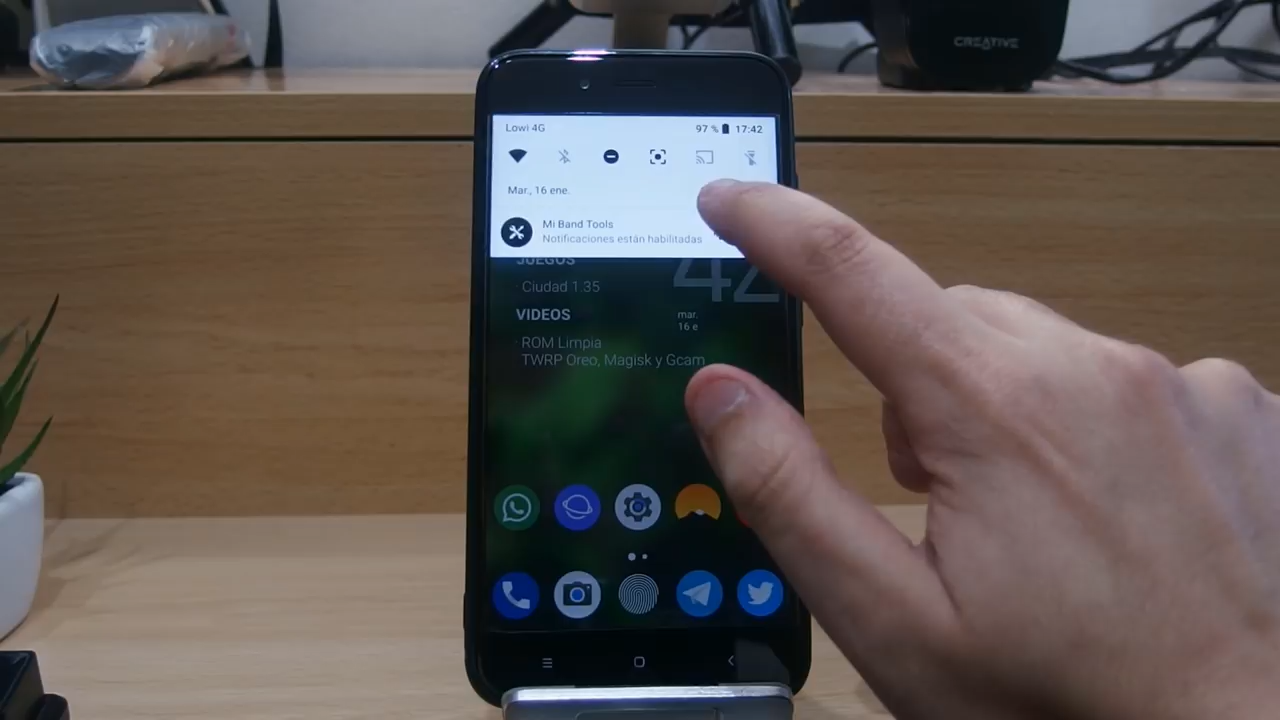 CREATIVE
Lowi 4G
97 % 17:42
Mar., 16 ene.
Mi Band Tools
Notificaciones están habilitadas
JUEGOS
42
· Ciudad 1.35
VIDEOS
mar.
16 e
· ROM Limpia
TWRP Oreo, Magisk y Gcam